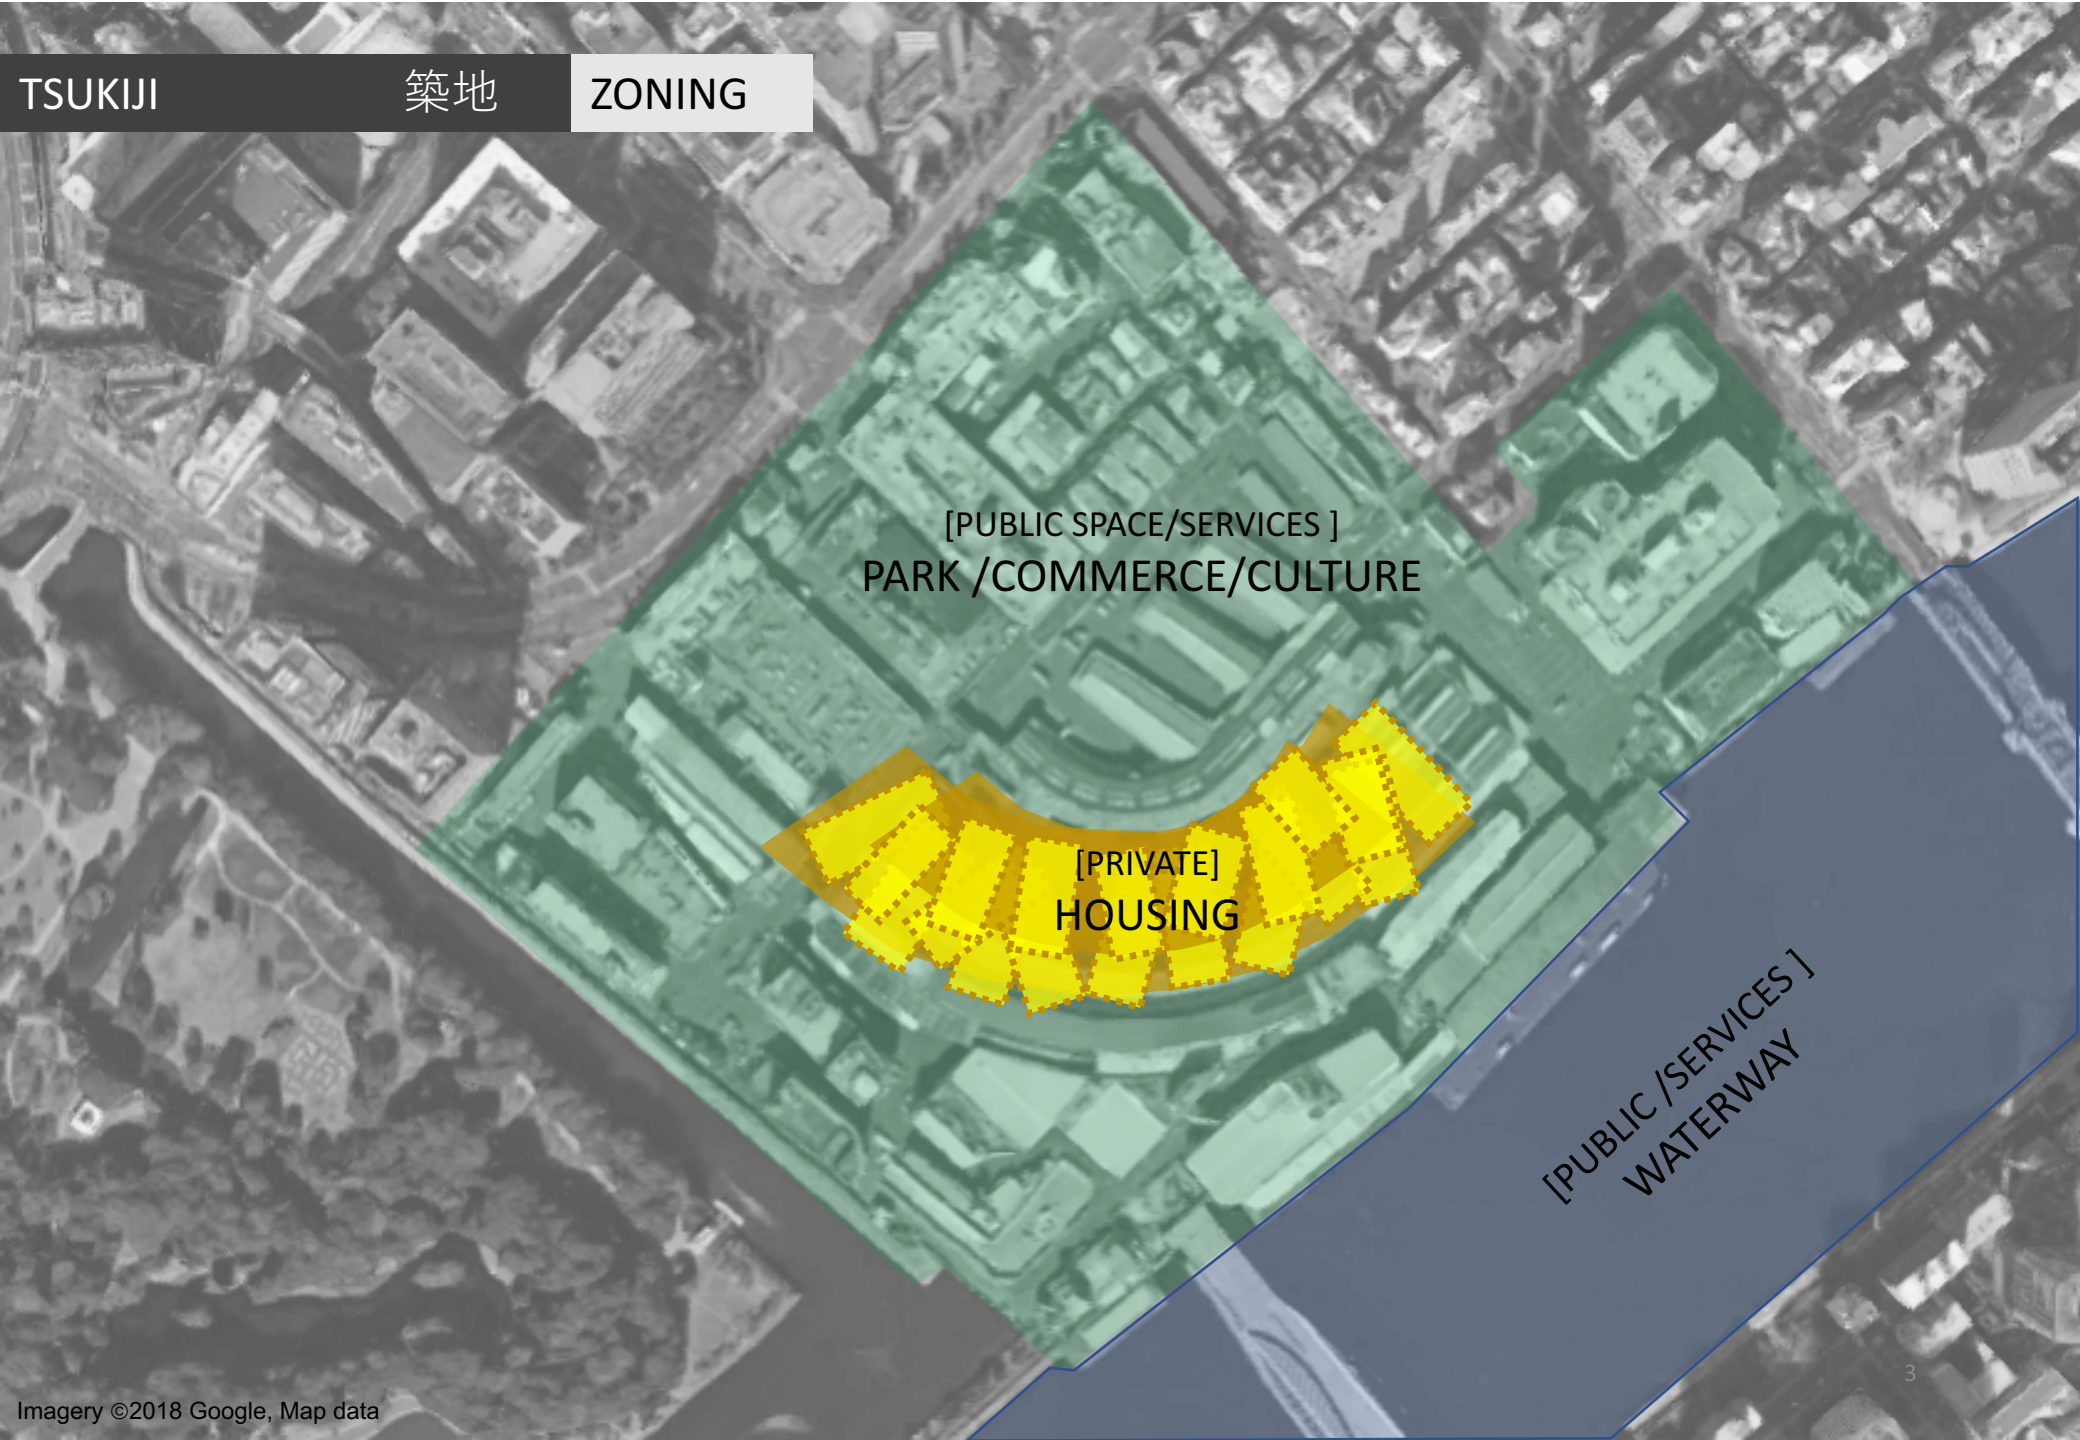 TSUKIJI 築地 ZONING
[PUBLIC SPACE/SERVICES ]
PARK /COMMERCE/CULTURE
[PRIVATE]
HOUSING
[PUBLIC /SERVICES ]
WATERWAY
3
Imagery ©2018 Google, Map data